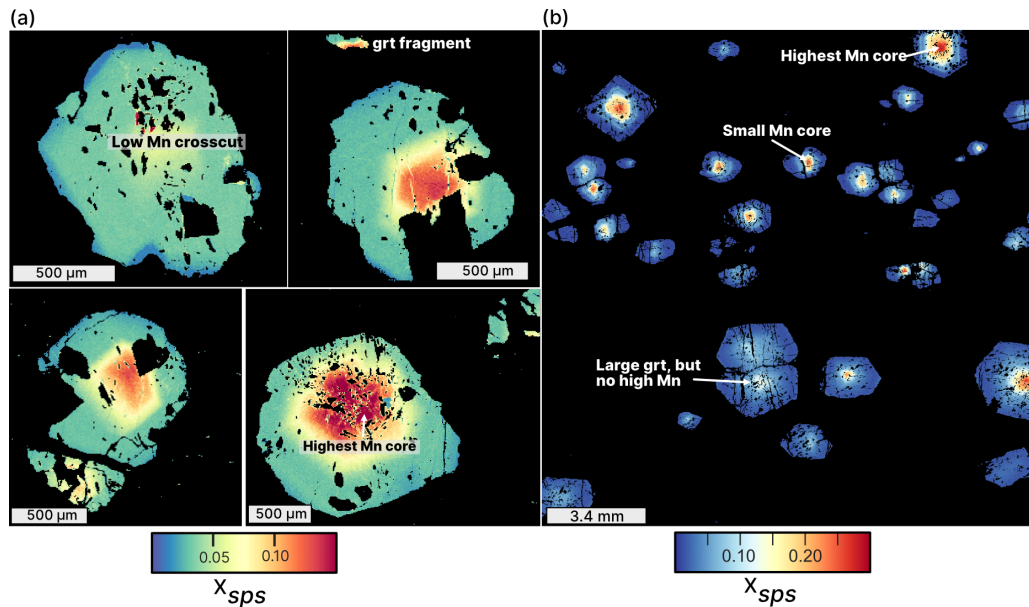 (a)
grt fragment
Low Mn crosscut
500 µm
500 µm
500 µm
Highest Mn core
500 µm
0.05 0.10
Xsps
(b)
Highest Mn core
Small Mn core
Large grt, but
no high Mn
3.4 mm
0.10 0.20
Xsps